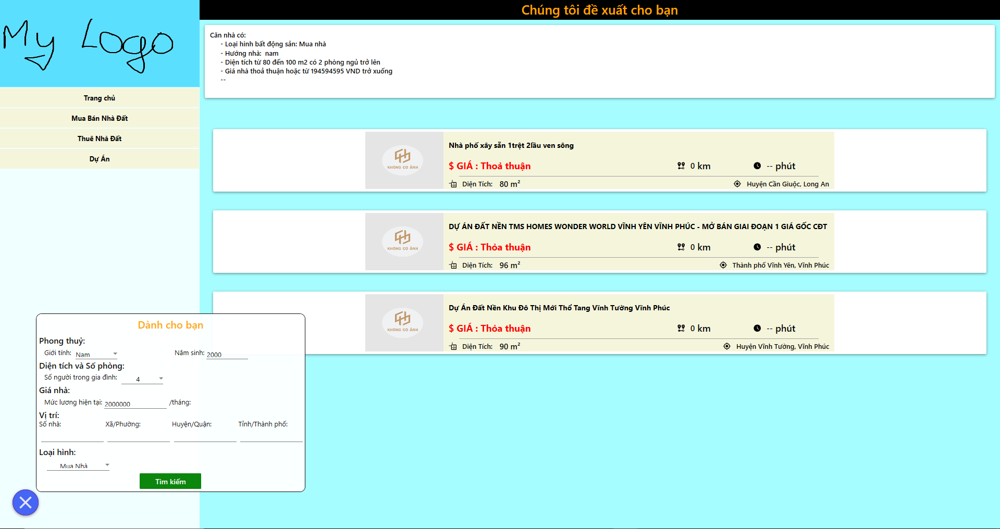 My Logo
Trang chủ
Mua Bán Nhà Đất
Thuê Nhà Đất
Dự Án
Chúng tôi đề xuất cho bạn
Căn nhà có:
- Loại hình bất động sản: Mua nhà
- Hướng nhà:  nam
- Diện tích từ 80 đến 100 m2 có 2 phòng ngủ trở lên
- Giá nhà thoả thuận hoặc từ 194594595 VND trở xuống
--
KHÔNG CÓ ẢNH
Nhà phố xây sẵn 1trệt 2lầu ven sông
$ GIÁ : Thoả thuận
0 km
-- phút
Diện Tích: 80 m²
Huyện Cần Giuộc, Long An
KHÔNG CÓ ẢNH
DỰ ÁN ĐẤT NỀN TMS HOMES WONDER WORLD VĨNH YÊN VĨNH PHÚC - MỞ BÁN GIAI ĐOẠN 1 GIÁ GỐC CĐT
$ GIÁ : Thỏa thuận
0 km
-- phút
Diện Tích: 96 m²
Thành phố Vĩnh Yên, Vĩnh Phúc
KHÔNG CÓ ẢNH
Dự Án Đất Nền Khu Đô Thị Mới Thổ Tang Vĩnh Tường Vĩnh Phúc
$ GIÁ : Thỏa thuận
0 km
-- phút
Diện Tích: 90 m²
Huyện Vĩnh Tường, Vĩnh Phúc
Dành cho bạn
Phong thuỷ:
Giới tính: Nam
Năm sinh: 2000
Diện tích và Số phòng:
Số người trong gia đình: 4
Giá nhà:
Mức lương hiện tại: 2000000 /tháng:
Vị trí:
Số nhà:
Xã/Phường:
Huyện/Quận:
Tỉnh/Thành phố:
Loại hình:
Mua Nhà
Tìm kiếm